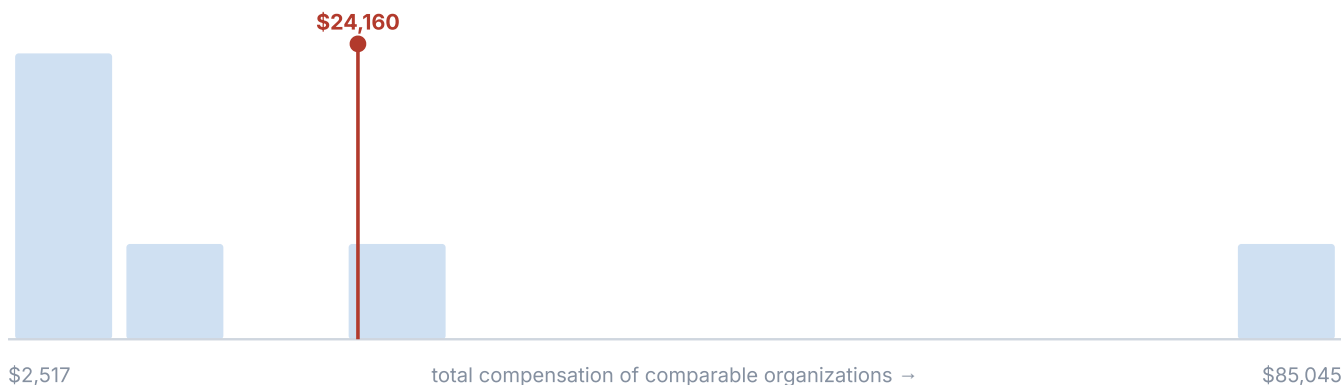 $24,160
$2,517 total compensation of comparable organizations → $85,045